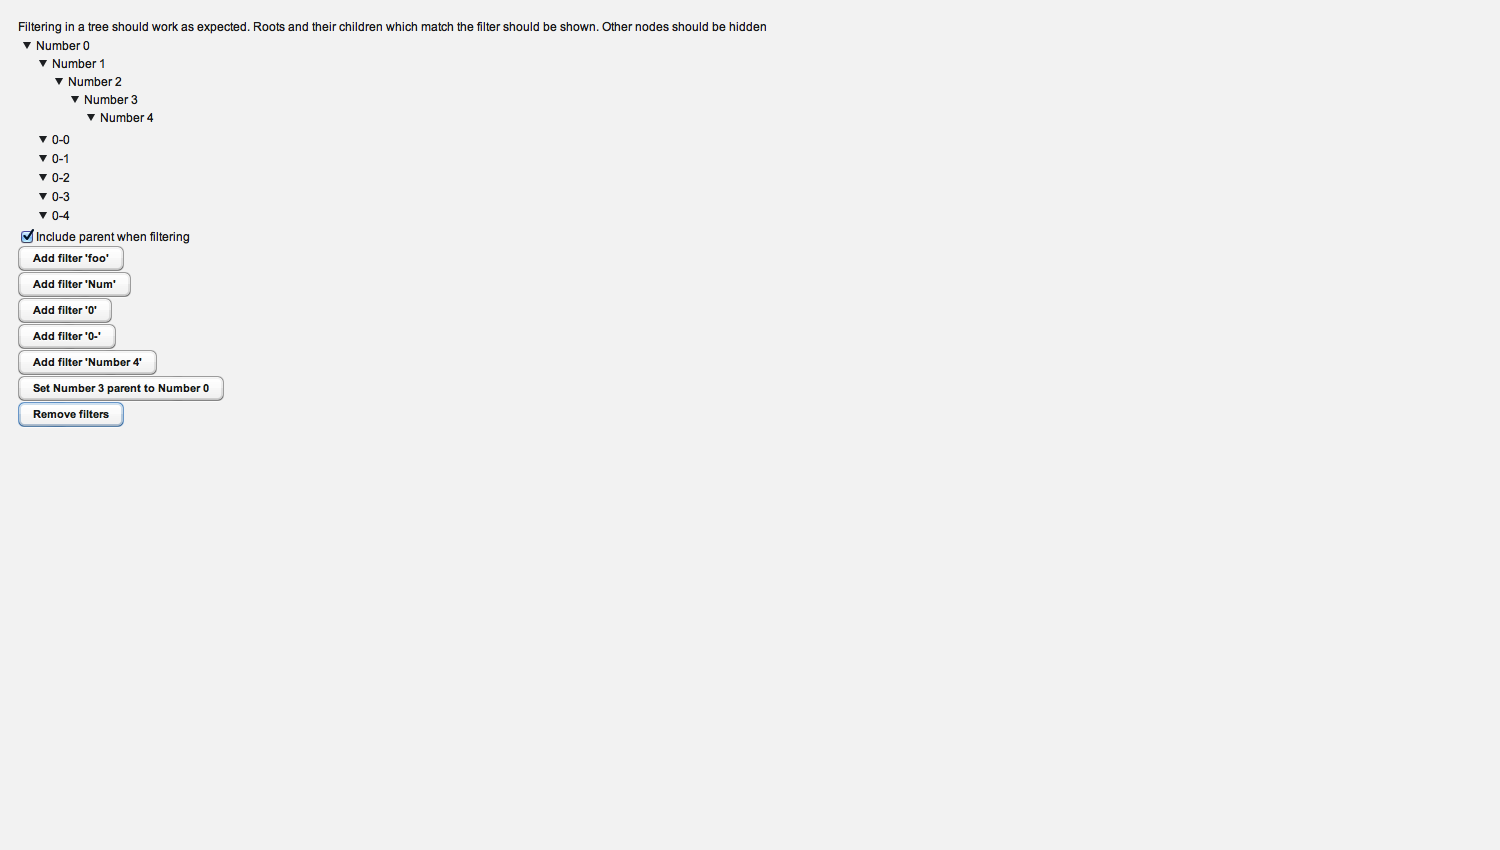 Filtering in a tree should work as expected. Roots and their children which match the filter should be shown. Other nodes should be hidden
Number 0
Number 1
Number 2
Number 3
Number 4
0-0
0-1
0-2
0-3
0-4
Include parent when filtering
Add filter 'foo'
Add filter 'Num'
Add filter '0'
Add filter '0-'
Add filter 'Number 4'
Set Number 3 parent to Number 0
Remove filters